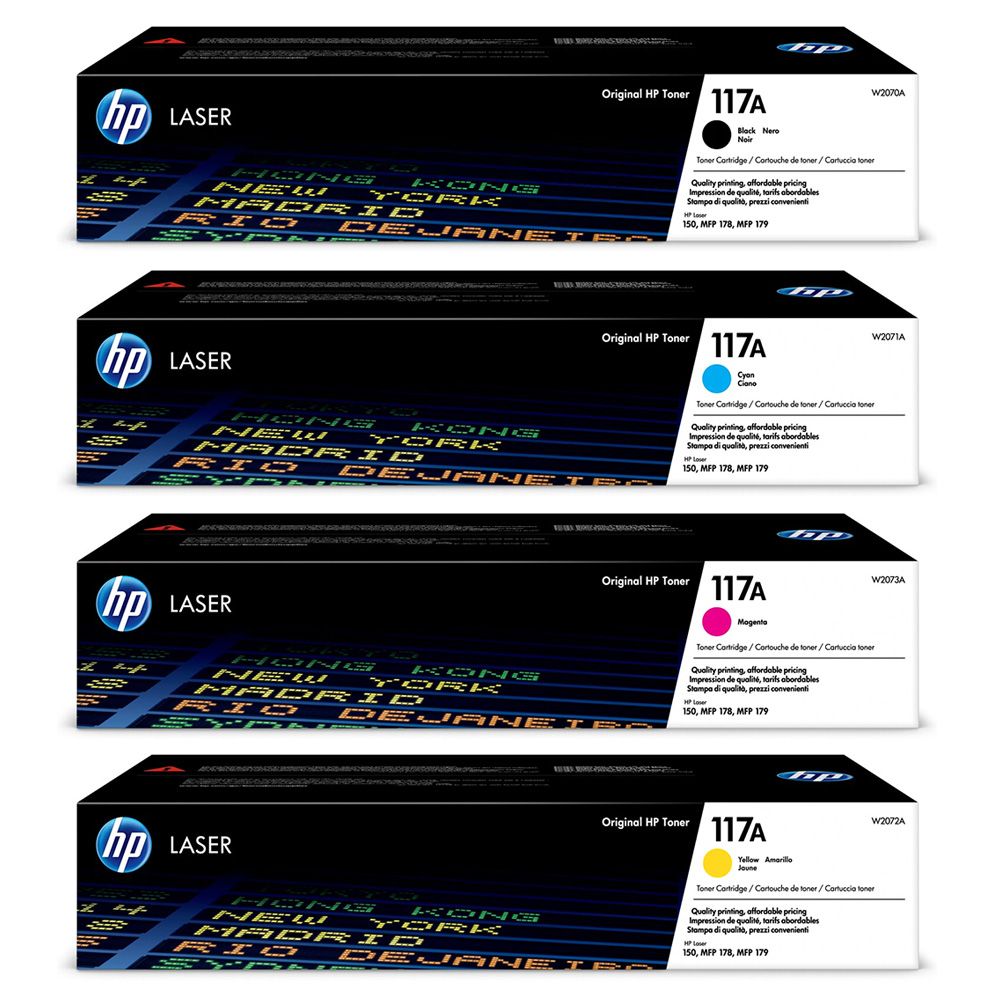 hp
hp
LASER
Original HP Toner
117A
W2070A
Black Nero
Noir
Toner Cartridge / Cartouche de toner / Cartuccia toner
Quality printing, affordable pricing
Impression de qualité, tarifs abordables
Stampa di qualità, prezzi convenienti
HP Laser
150, MFP 178, MFP 179
HONG KONG
NEW YORK
MADRID
RIO DEJANEIRO
hp
hp
LASER
Original HP Toner
117A
W2071A
Cyan
Ciano
Toner Cartridge / Cartouche de toner / Cartuccia toner
Quality printing, affordable pricing
Impression de qualité, tarifs abordables
Stampa di qualità, prezzi convenienti
HP Laser
150, MFP 178, MFP 179
HONG KONG
NEW YORK
MADRID
RIO DEJANEIRO
hp
hp
LASER
Original HP Toner
117A
W2073A
Magenta
Toner Cartridge / Cartouche de toner / Cartuccia toner
Quality printing, affordable pricing
Impression de qualité, tarifs abordables
Stampa di qualità, prezzi convenienti
HP Laser
150, MFP 178, MFP 179
HONG KONG
NEW YORK
MADRID
RIO DEJANEIRO
hp
hp
LASER
Original HP Toner
117A
W2072A
Yellow Amarillo
Jaune
Toner Cartridge / Cartouche de toner / Cartuccia toner
Quality printing, affordable pricing
Impression de qualité, tarifs abordables
Stampa di qualità, prezzi convenienti
HP Laser
150, MFP 178, MFP 179
HONG KONG
NEW YORK
MADRID
RIO DEJANEIRO